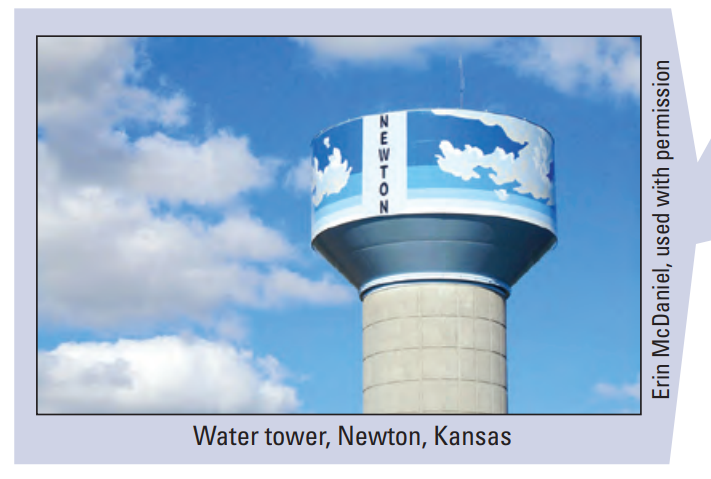 NEWTON
Water tower, Newton, Kansas
Erin McDaniel, used with permission